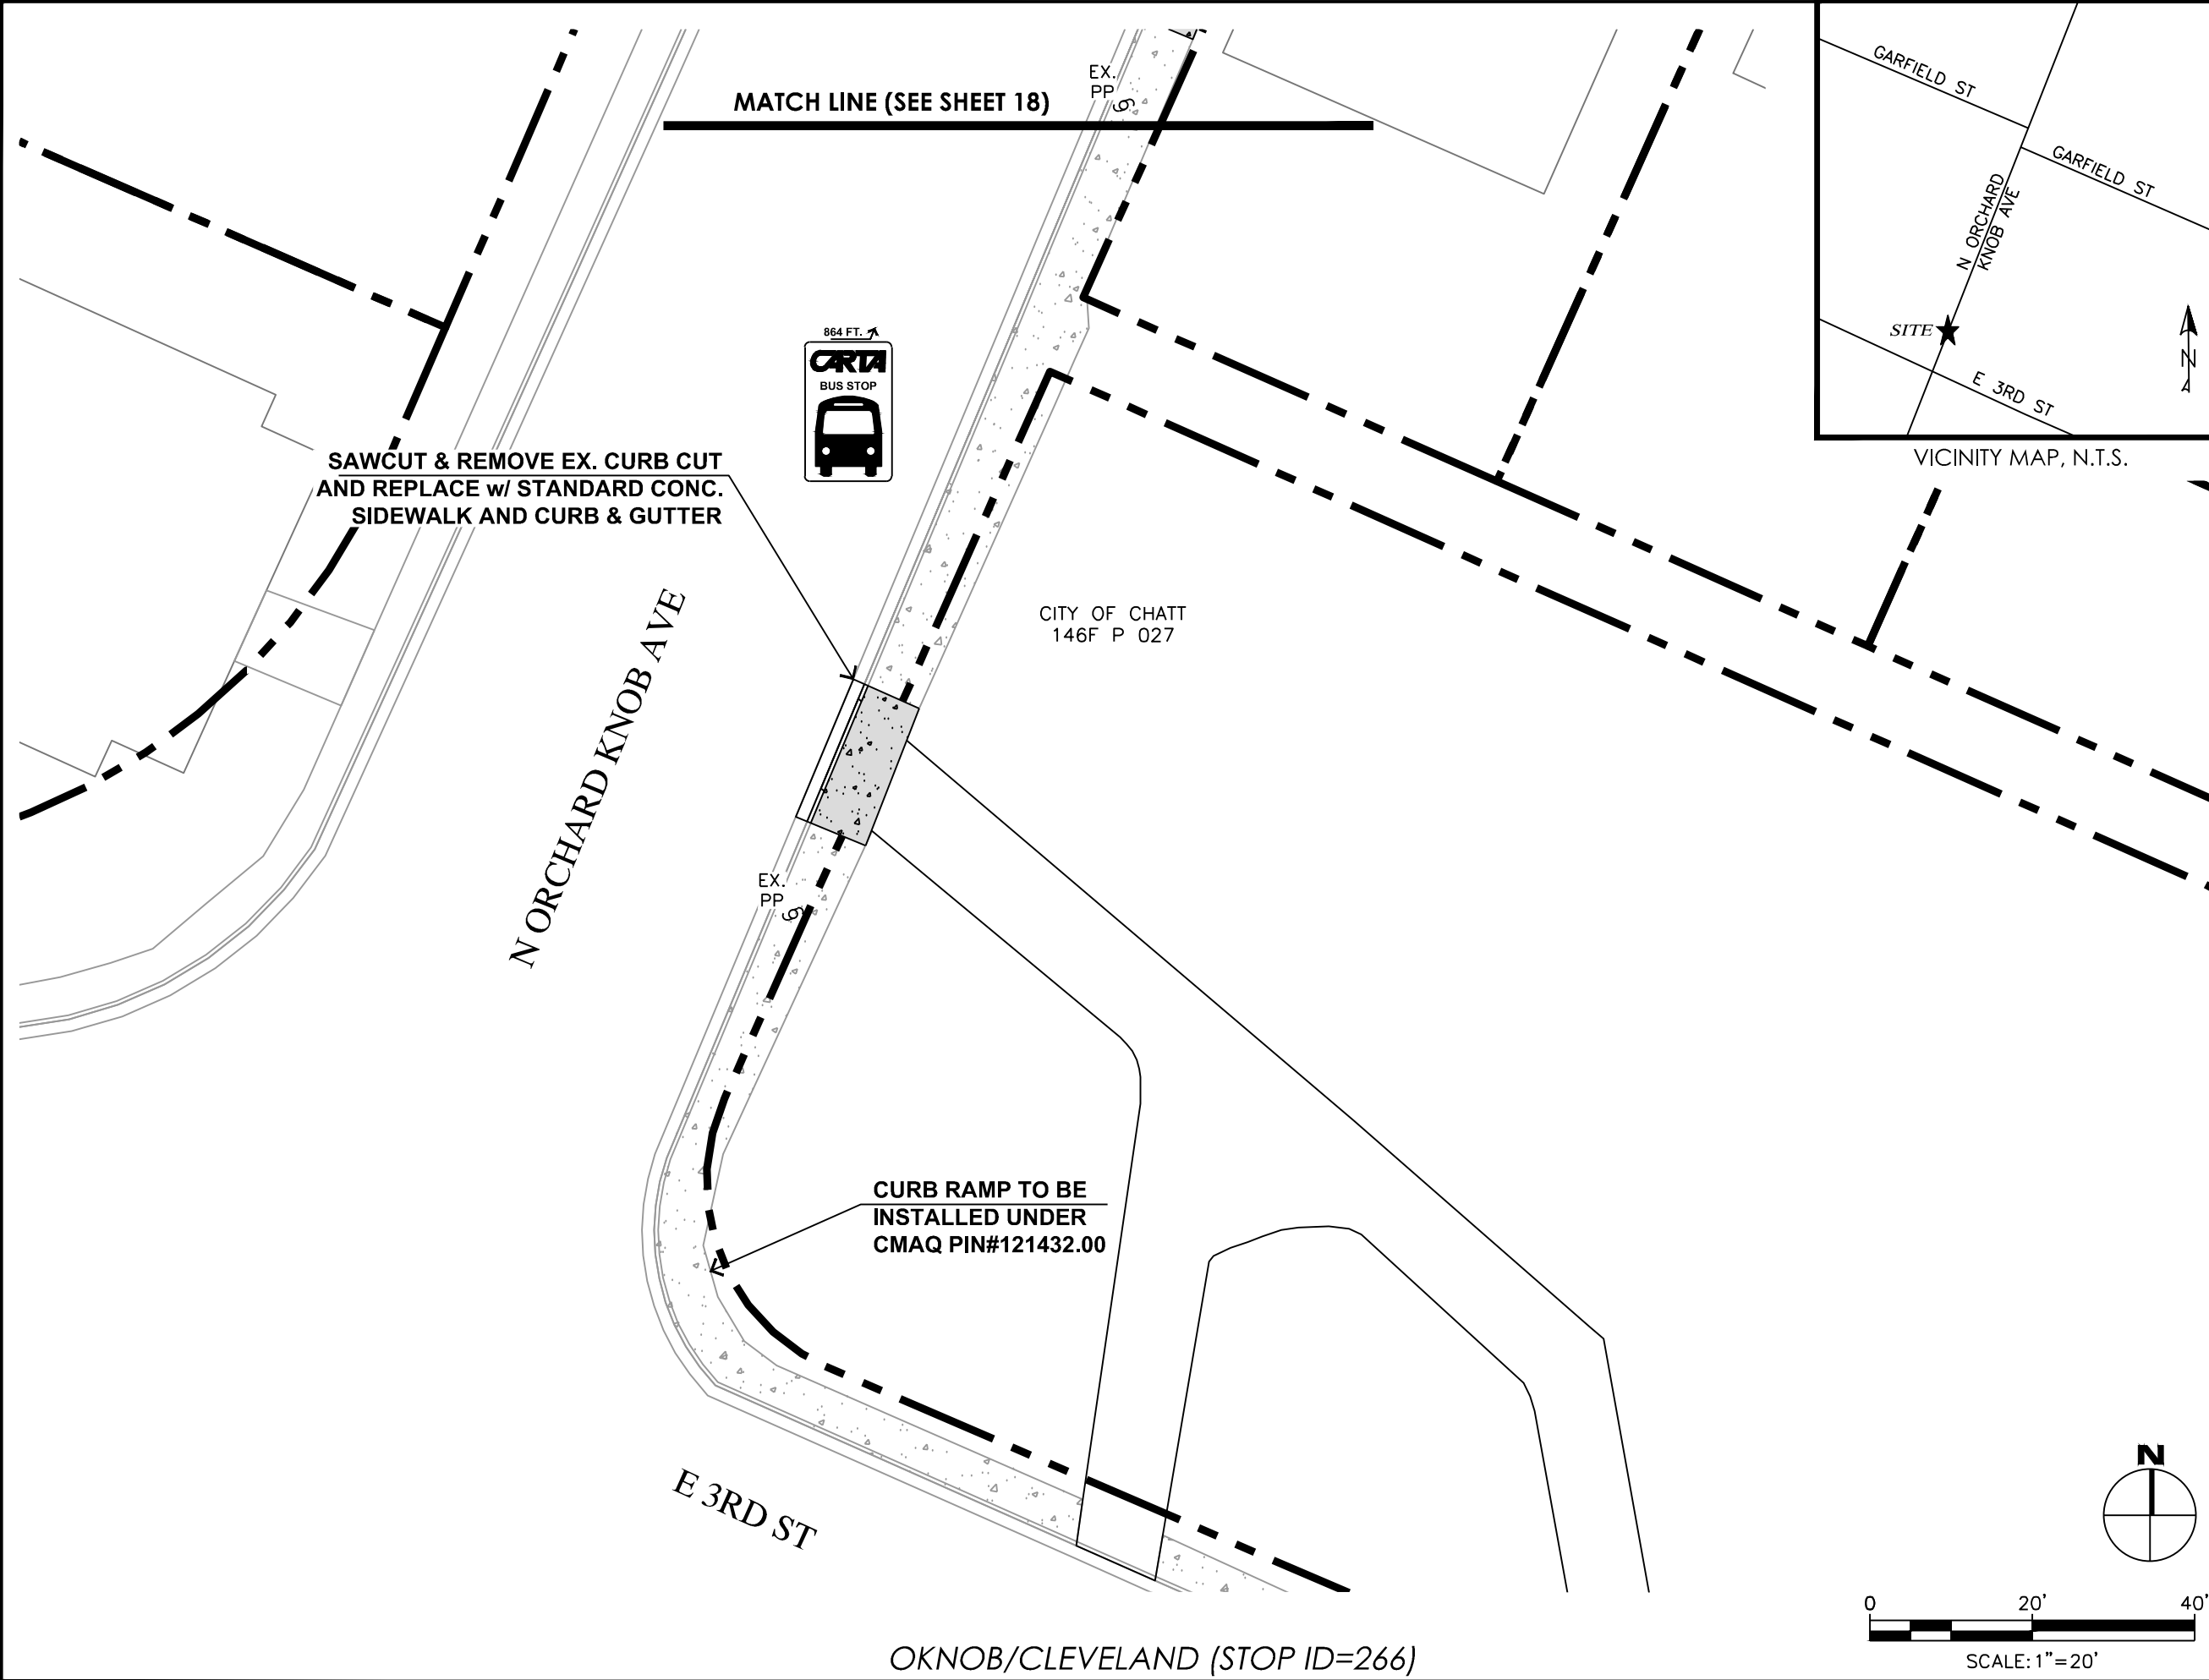 MATCH LINE (SEE SHEET 18)
EX.
PP
GARFIELD ST
GARFIELD ST
N ORCHARD
KNOB AVE
SITE
E 3RD ST
N
VICINITY MAP, N.T.S.
864 FT.
CARTA
BUS STOP
SAWCUT & REMOVE EX. CURB CUT
AND REPLACE w/ STANDARD CONC.
SIDEWALK AND CURB & GUTTER
CITY OF CHATT
146F P 027
N ORCHARD KNOB AVE
EX.
PP
CURB RAMP TO BE
INSTALLED UNDER
CMAQ PIN#121432.00
E 3RD ST
N
0 20' 40'
SCALE: 1"=20'
OKNOB/CLEVELAND (STOP ID=266)